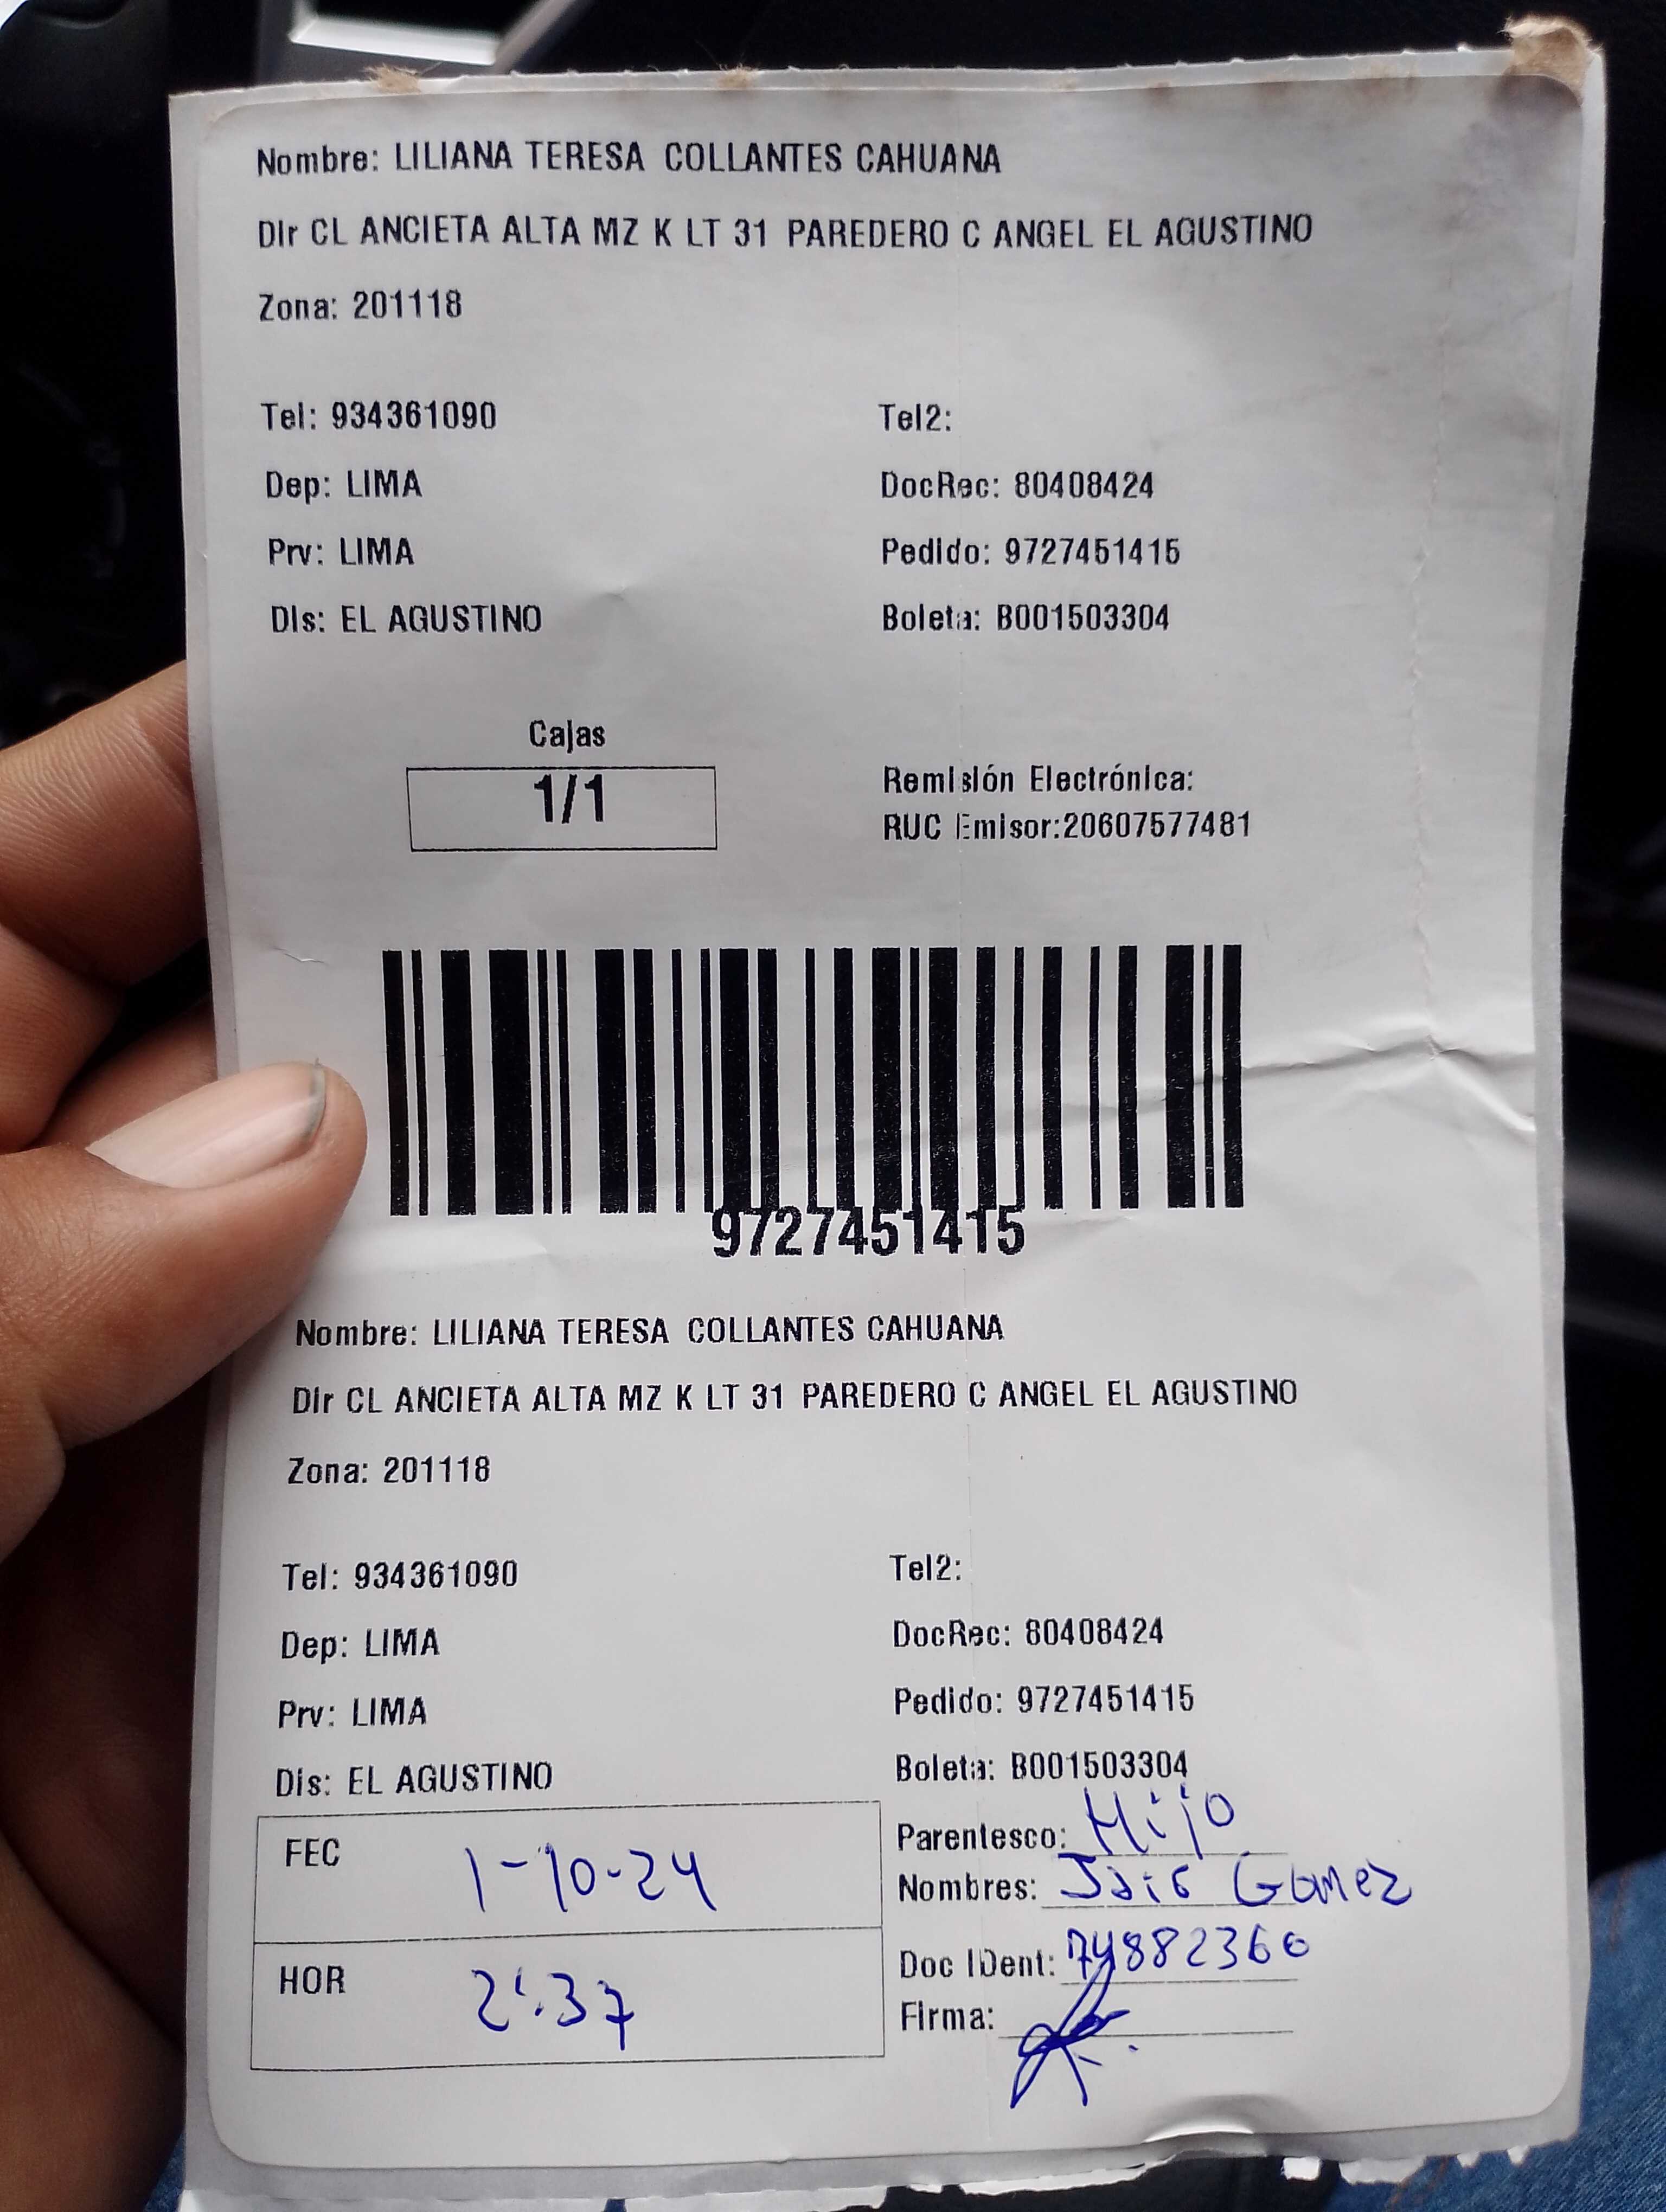 Nombre: LILIANA TERESA COLLANTES CAHUANA
Dir CL ANCIETA ALTA MZ K LT 31 PAREDERO C ANGEL EL AGUSTINO
Zona: 201118
Tel: 934361090 Tel2:
Dep: LIMA DocRec: 80408424
Prv: LIMA Pedido: 9727451415
Dis: EL AGUSTINO Boleta: B001503304
Cajas
1/1
Remisión Electrónica:
RUC Emisor:20607577481
9727451415
Nombre: LILIANA TERESA COLLANTES CAHUANA
Dir CL ANCIETA ALTA MZ K LT 31 PAREDERO C ANGEL EL AGUSTINO
Zona: 201118
Tel: 934361090 Tel2:
Dep: LIMA DocRec: 80408424
Prv: LIMA Pedido: 9727451415
Dis: EL AGUSTINO Boleta: B001503304
FEC 1-10-24
HOR 2:37
Parentesco: Hijo
Nombres: Gomez
Doc IDent: 74882360
Firma: